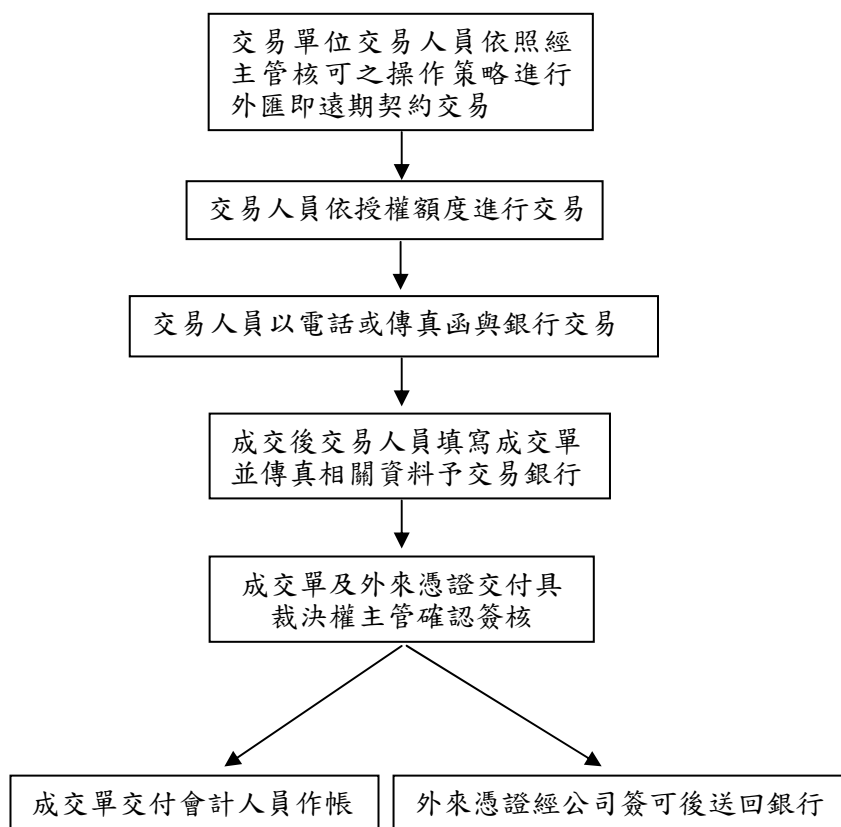 交易單位交易人員依照經
主管核可之操作策略進行
外匯即遠期契約交易
交易人員依授權額度進行交易
交易人員以電話或傳真函與銀行交易
成交後交易人員填寫成交單
並傳真相關資料予交易銀行
成交單及外來憑證交付具
裁決權主管確認簽核
成交單交付會計人員作帳
外來憑證經公司簽可後送回銀行